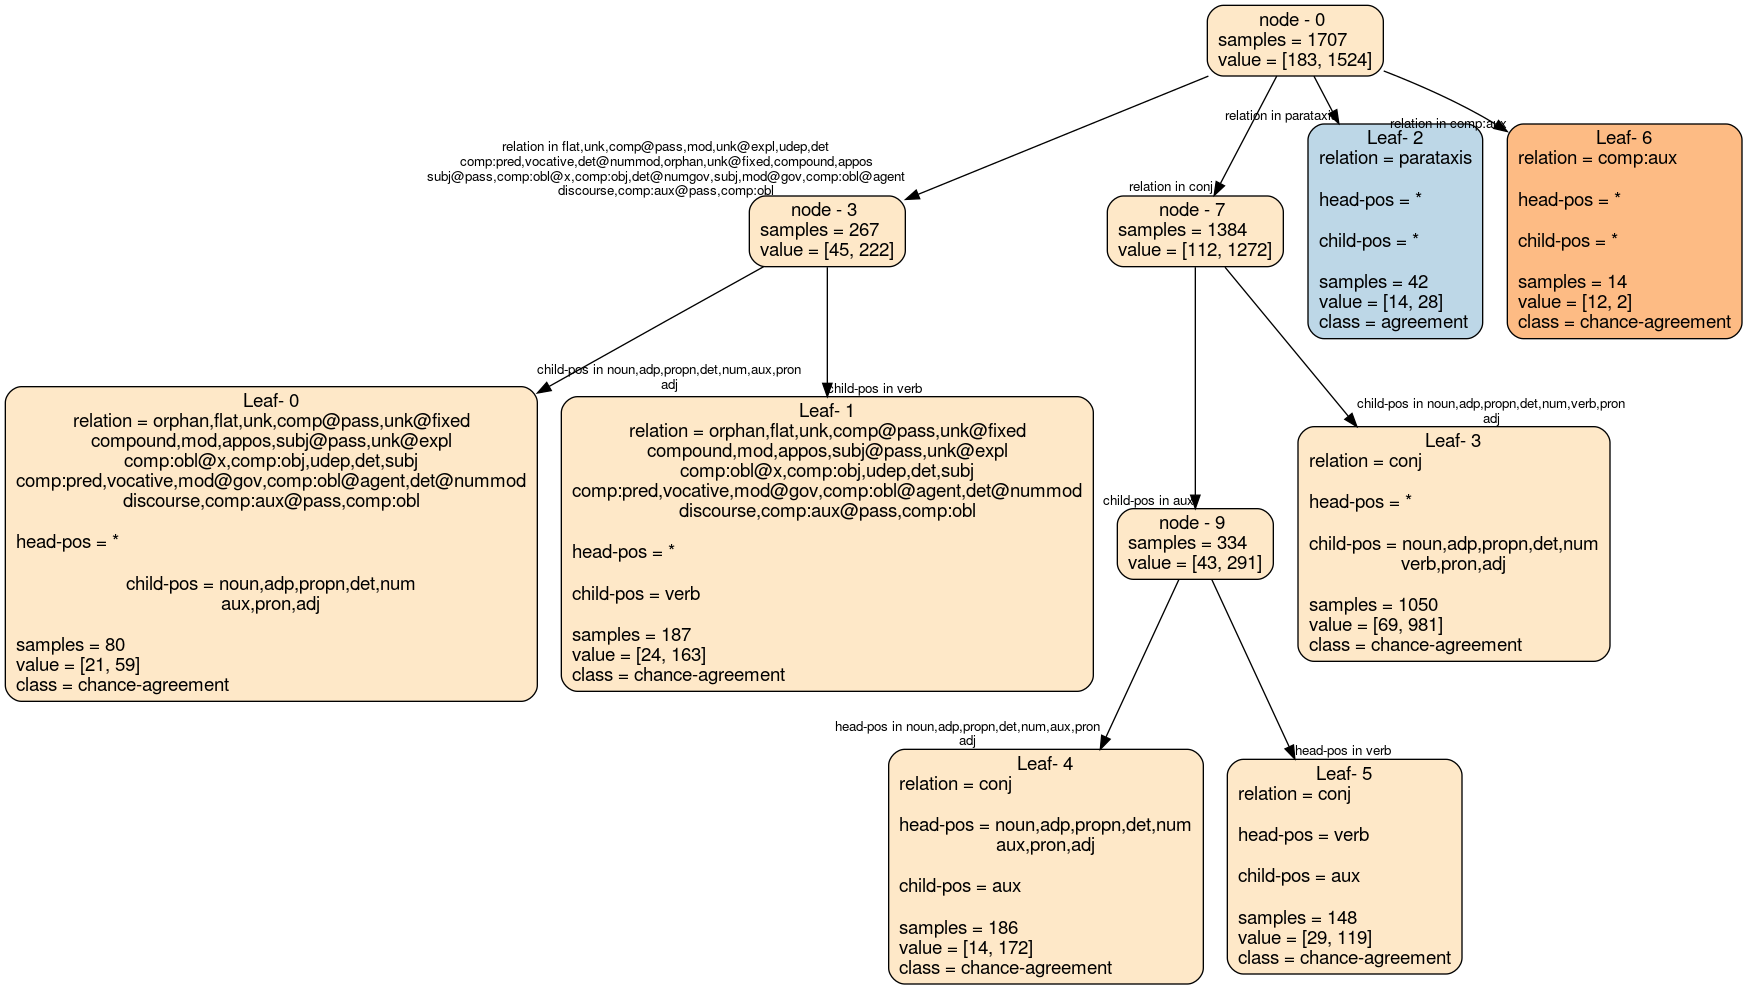 node - 0
samples = 1707
value = [183, 1524]
relation in flat,unk,comp@pass,mod,unk@expl,udep,det
comp:pred,vocative,det@nummod,orphan,unk@fixed,compound,appos
subj@pass,comp:obl@x,comp:obj,det@numgov,subj,mod@gov,comp:obl@agent
discourse,comp:aux@pass,comp:obl
relation in conj
relation in parataxis
relation in comp:aux
node - 3
samples = 267
value = [45, 222]
node - 7
samples = 1384
value = [112, 1272]
Leaf- 2
relation = parataxis
head-pos = *
child-pos = *
samples = 42
value = [14, 28]
class = agreement
Leaf- 6
relation = comp:aux
head-pos = *
child-pos = *
samples = 14
value = [12, 2]
class = chance-agreement
child-pos in noun,adp,propn,det,num,aux,pron
adj
child-pos in verb
child-pos in aux
child-pos in noun,adp,propn,det,num,verb,pron
adj
Leaf- 0
relation = orphan,flat,unk,comp@pass,unk@fixed
compound,mod,appos,subj@pass,unk@expl
comp:obl@x,comp:obj,udep,det,subj
comp:pred,vocative,mod@gov,comp:obl@agent,det@nummod
discourse,comp:aux@pass,comp:obl
head-pos = *
child-pos = noun,adp,propn,det,num
aux,pron,adj
samples = 80
value = [21, 59]
class = chance-agreement
Leaf- 1
relation = orphan,flat,unk,comp@pass,unk@fixed
compound,mod,appos,subj@pass,unk@expl
comp:obl@x,comp:obj,udep,det,subj
comp:pred,vocative,mod@gov,comp:obl@agent,det@nummod
discourse,comp:aux@pass,comp:obl
head-pos = *
child-pos = verb
samples = 187
value = [24, 163]
class = chance-agreement
node - 9
samples = 334
value = [43, 291]
Leaf- 3
relation = conj
head-pos = *
child-pos = noun,adp,propn,det,num
verb,pron,adj
samples = 1050
value = [69, 981]
class = chance-agreement
head-pos in noun,adp,propn,det,num,aux,pron
adj
head-pos in verb
Leaf- 4
relation = conj
head-pos = noun,adp,propn,det,num
aux,pron,adj
child-pos = aux
samples = 186
value = [14, 172]
class = chance-agreement
Leaf- 5
relation = conj
head-pos = verb
child-pos = aux
samples = 148
value = [29, 119]
class = chance-agreement